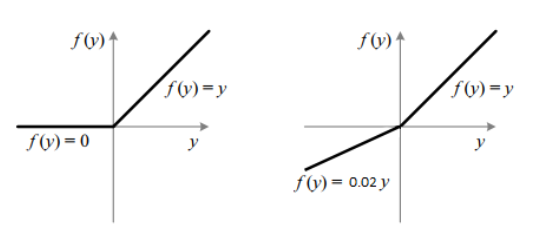 f(y)
f(y) = y
f(y) = 0
y
f(y)
f(y) = y
y
f(y) = 0.02 y